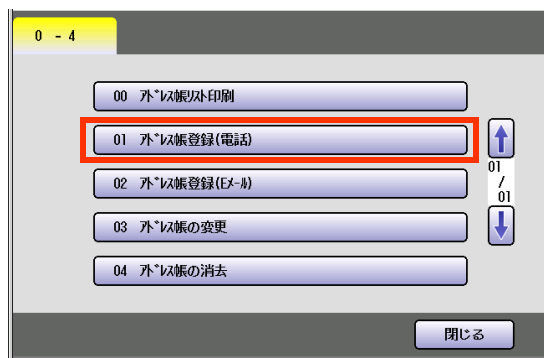 0 - 4
00 ｱﾄﾞﾚｽ帳ﾘｽﾄ印刷
01 ｱﾄﾞﾚｽ帳登録(電話)
01
/
01
02 ｱﾄﾞﾚｽ帳登録(Eﾒｰﾙ)
03 ｱﾄﾞﾚｽ帳の変更
04 ｱﾄﾞﾚｽ帳の消去
閉じる